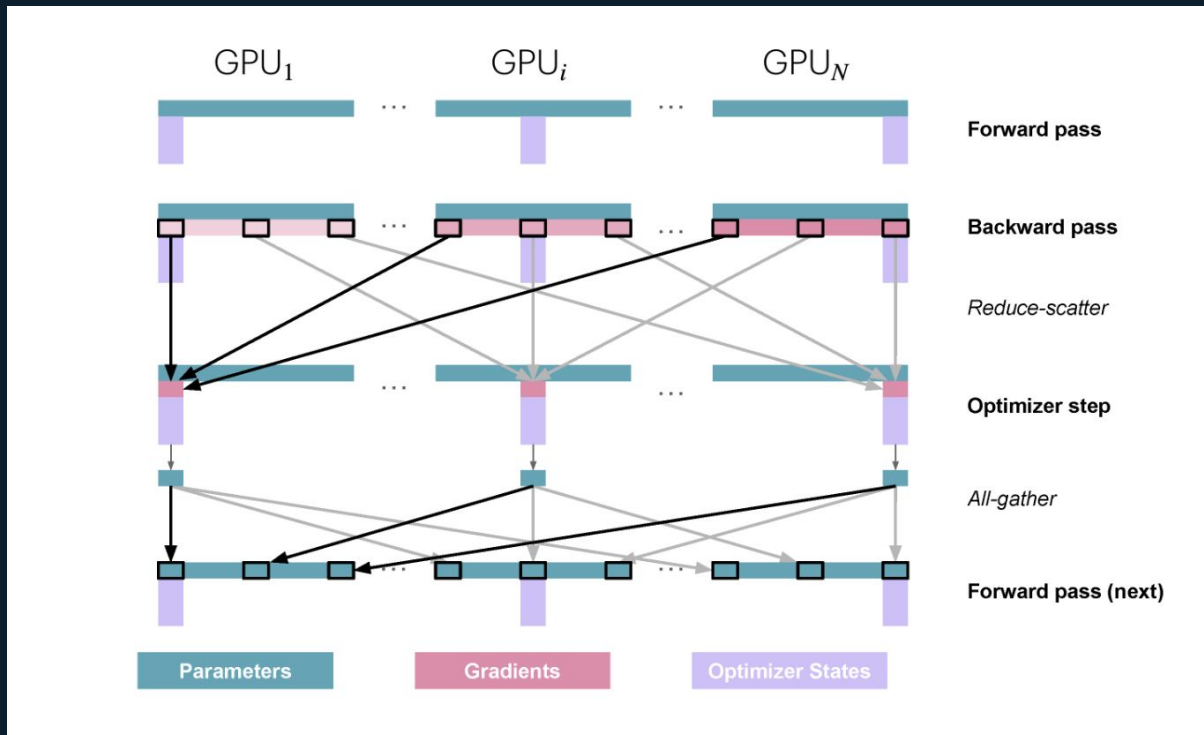 GPU₁ ... GPUᵢ ... GPU_N
... ...
Forward pass
... ...
Backward pass
Reduce-scatter
... ...
Optimizer step
All-gather
... ...
Forward pass (next)
Parameters Gradients Optimizer States